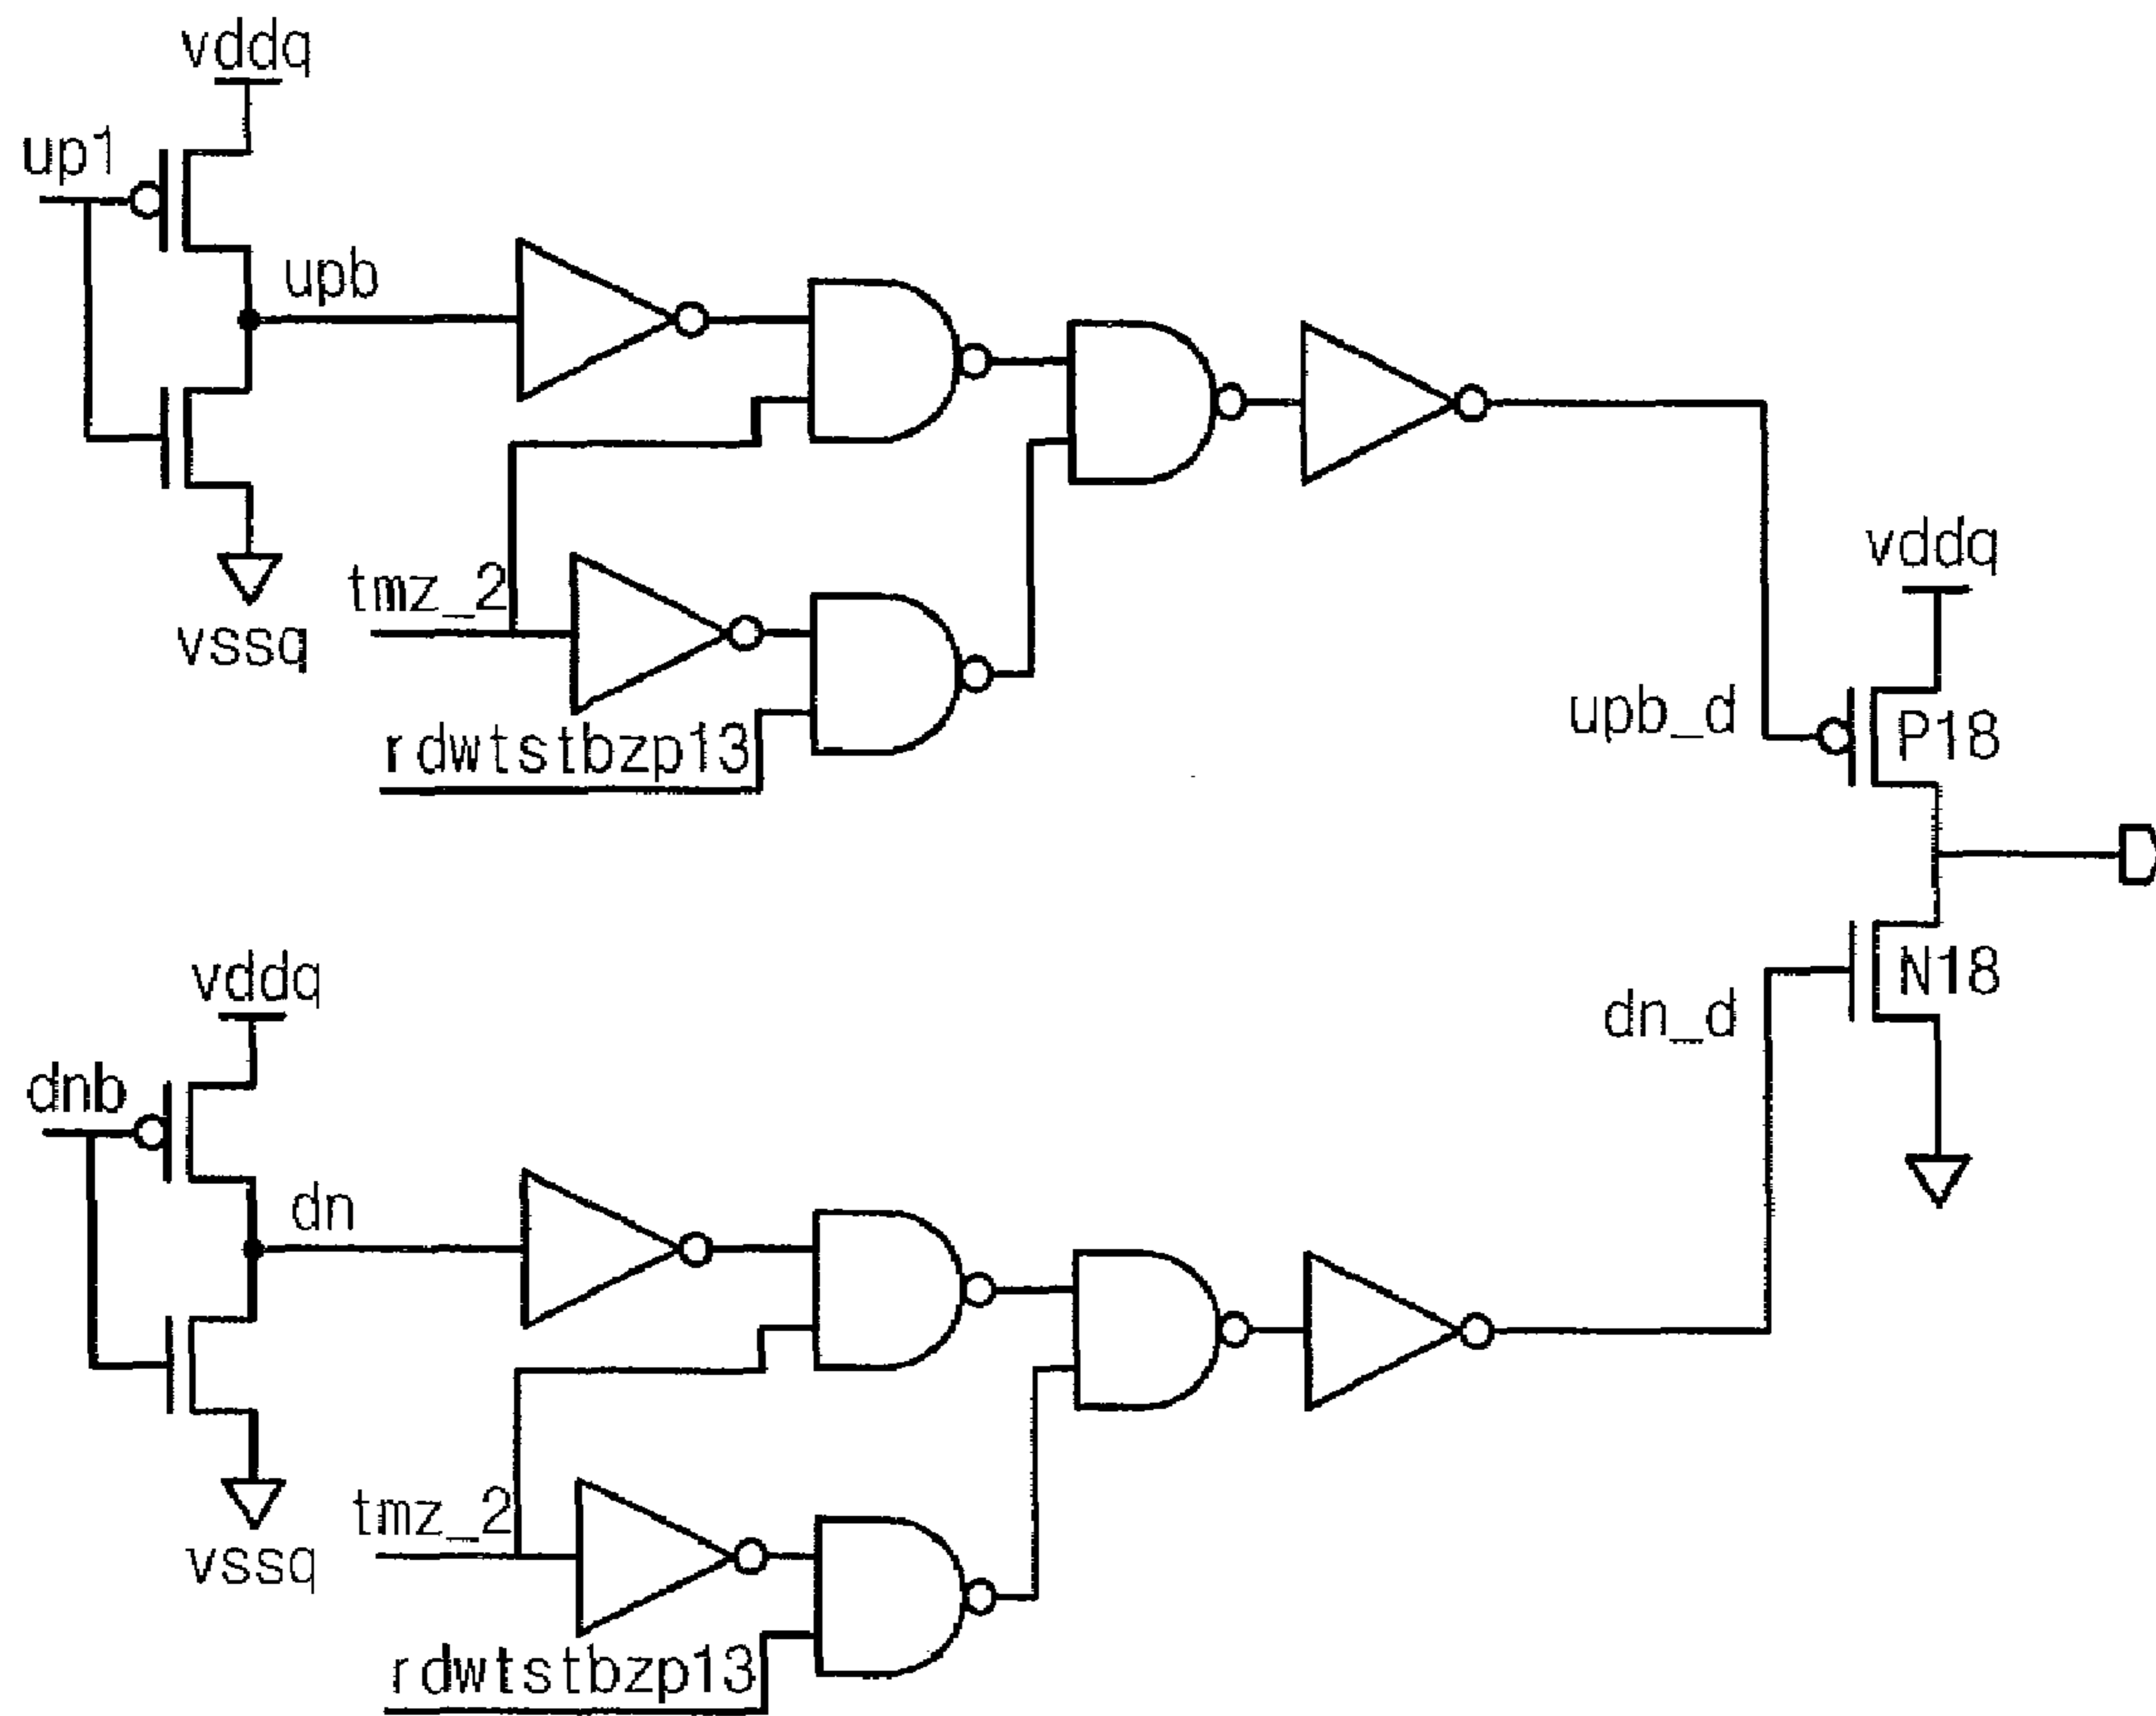 vddq
up1
upb
vssq
tmz_2
rdwtstbzp13
vddq
upb_d
P18
vddq
dnb
dn
vssq
tmz_2
rdwtstbzp13
dn_d
N18